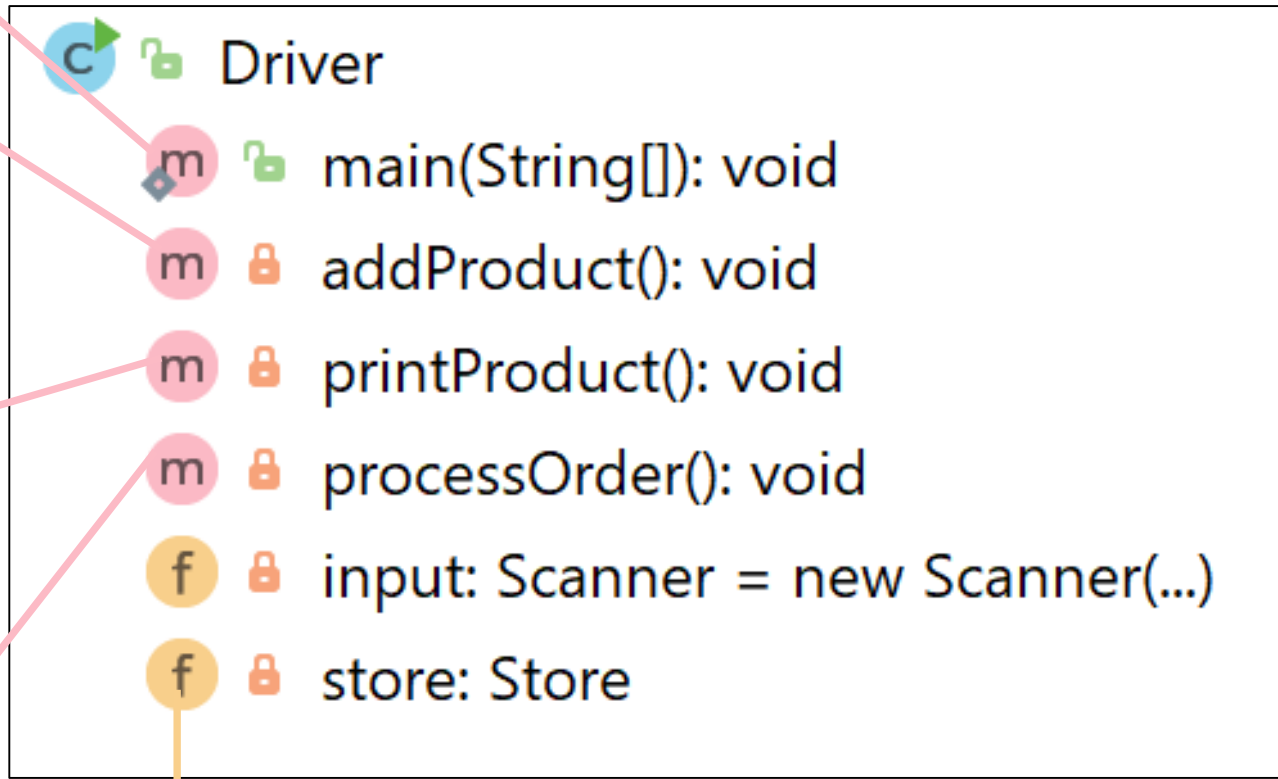 C Driver
m main(String[]): void
m addProduct(): void
m printProduct(): void
m processOrder(): void
f input: Scanner = new Scanner(...)
f store: Store